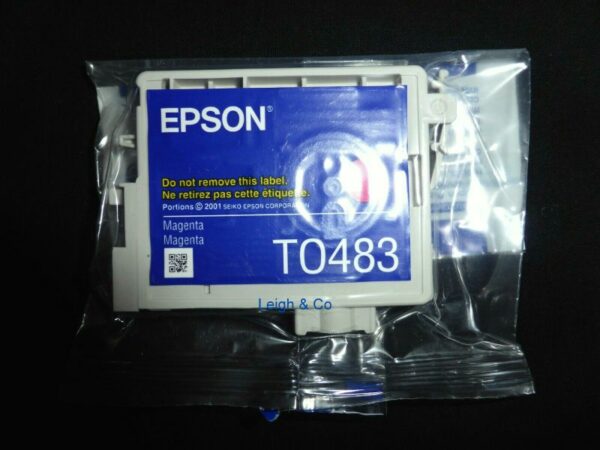 EPSON®
Do not remove this label.
Ne retirez pas cette étiquette.
Portions © 2001 SEIKO EPSON CORPORATION
Magenta
Magenta
T0483
Leigh & Co